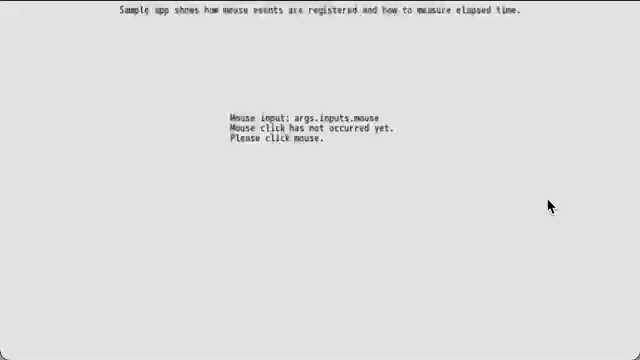 Sample app shows how mouse events are registered and how to measure elapsed time.
Mouse input: args.inputs.mouse
Mouse click has not occurred yet.
Please click mouse.